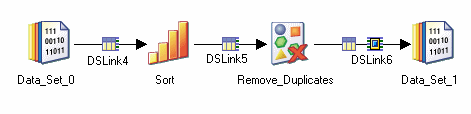 111
00110
11011
Data_Set_0
DSLink4
Sort
DSLink5
Remove_Duplicates
DSLink6
111
00110
11011
Data_Set_1